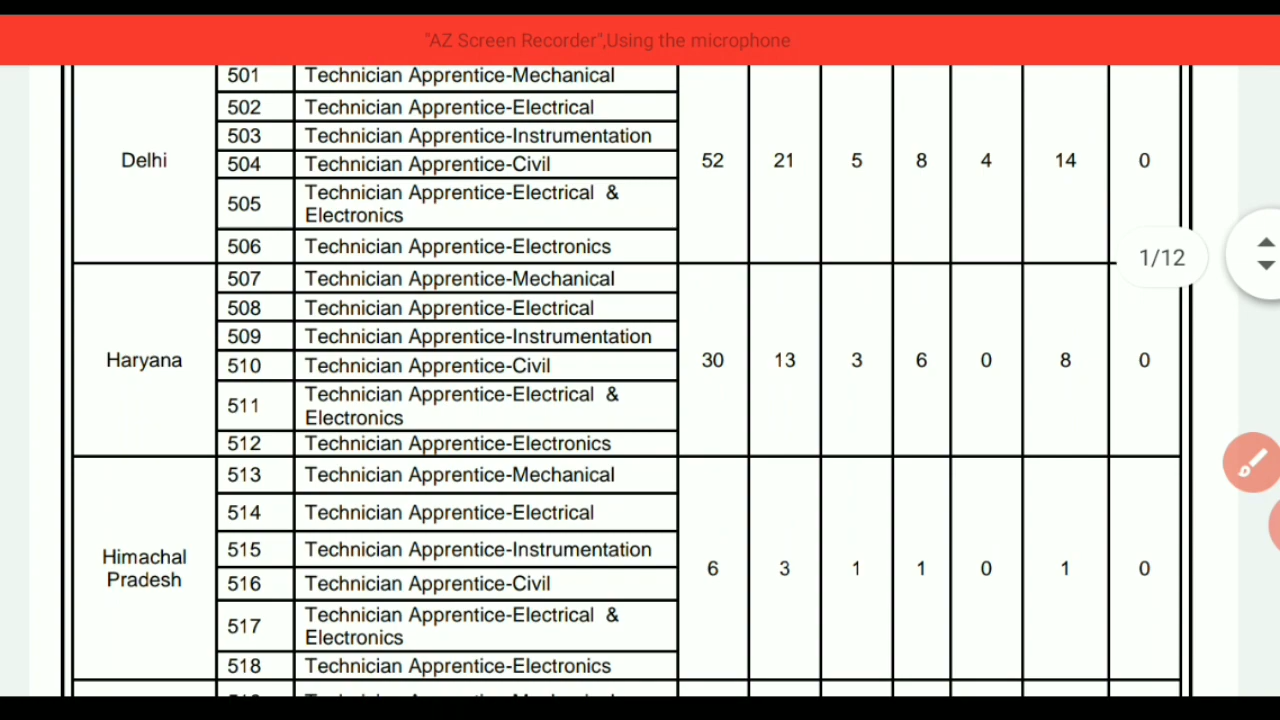 "AZ Screen Recorder",Using the microphone
501 Technician Apprentice-Mechanical
502 Technician Apprentice-Electrical
503 Technician Apprentice-Instrumentation
Delhi 504 Technician Apprentice-Civil 52 21 5 8 4 14 0
505 Technician Apprentice-Electrical &
Electronics
506 Technician Apprentice-Electronics
1/12
507 Technician Apprentice-Mechanical
508 Technician Apprentice-Electrical
509 Technician Apprentice-Instrumentation
Haryana 510 Technician Apprentice-Civil 30 13 3 6 0 8 0
511 Technician Apprentice-Electrical &
Electronics
512 Technician Apprentice-Electronics
513 Technician Apprentice-Mechanical
514 Technician Apprentice-Electrical
515 Technician Apprentice-Instrumentation
Himachal
Pradesh 516 Technician Apprentice-Civil 6 3 1 1 0 1 0
517 Technician Apprentice-Electrical &
Electronics
518 Technician Apprentice-Electronics